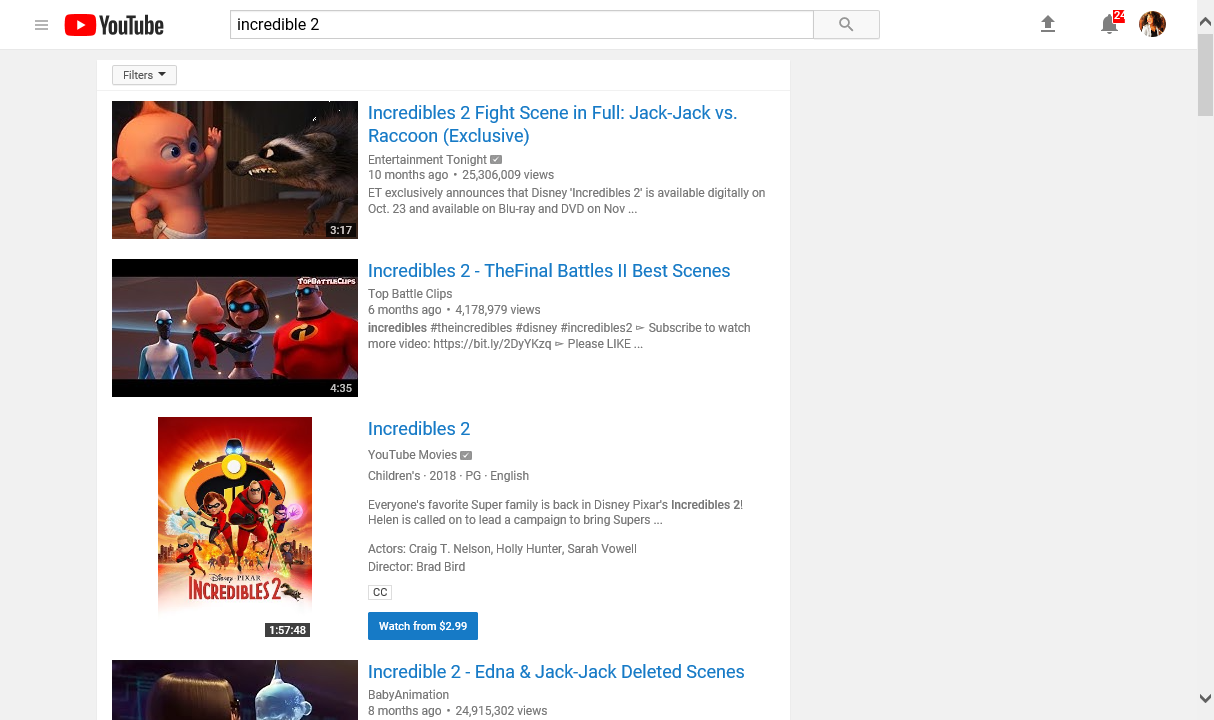 YouTube
incredible 2
24
Filters
Incredibles 2 Fight Scene in Full: Jack-Jack vs.
Raccoon (Exclusive)
Entertainment Tonight
10 months ago • 25,306,009 views
ET exclusively announces that Disney 'Incredibles 2' is available digitally on
Oct. 23 and available on Blu-ray and DVD on Nov ...
3:17
Incredibles 2 - TheFinal Battles II Best Scenes
TOPBATTLECLIPS
Top Battle Clips
6 months ago • 4,178,979 views
incredibles #theincredibles #disney #incredibles2 ➣ Subscribe to watch
more video: https://bit.ly/2DyYKzq ➣ Please LIKE ...
4:35
Incredibles 2
YouTube Movies
Children's · 2018 · PG · English
Everyone's favorite Super family is back in Disney Pixar's Incredibles 2!
Helen is called on to lead a campaign to bring Supers ...
Actors: Craig T. Nelson, Holly Hunter, Sarah Vowell
Director: Brad Bird
DISNEY PIXAR
INCREDIBLES 2
CC
1:57:48
Watch from $2.99
Incredible 2 - Edna & Jack-Jack Deleted Scenes
BabyAnimation
8 months ago • 24,915,302 views